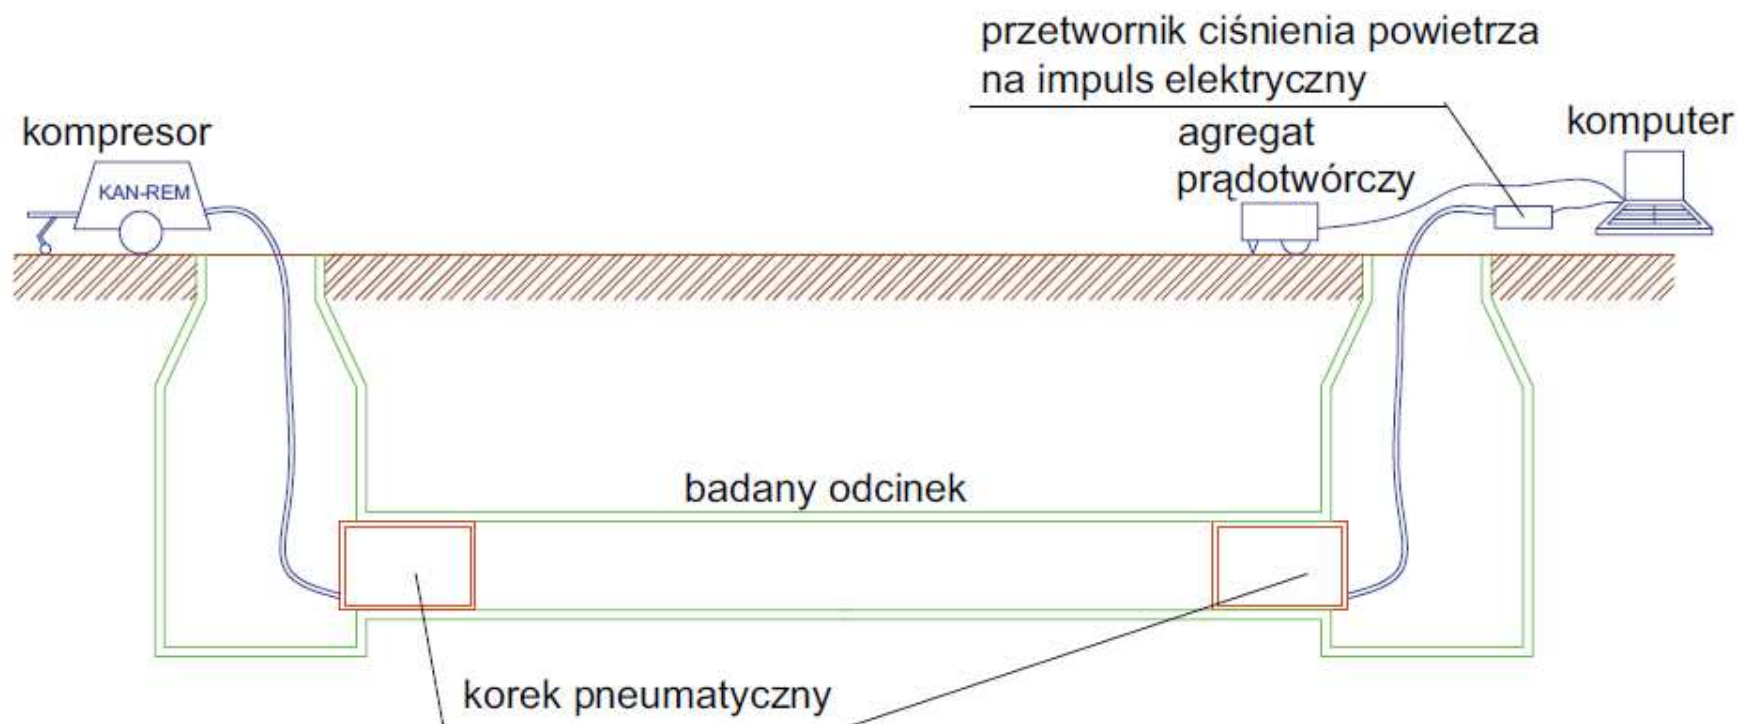 przetwornik ciśnienia powietrza
na impuls elektryczny
kompresor
agregat
prądotwórczy
komputer
KAN-REM
badany odcinek
korek pneumatyczny